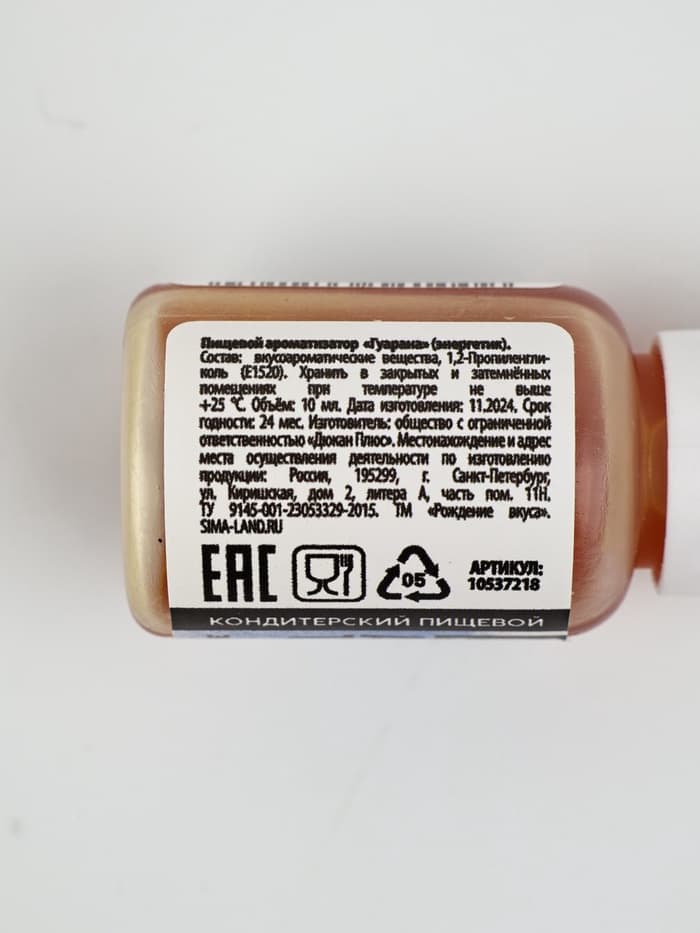 Пищевой ароматизатор «Гуарана» (энергетик).
Состав: вкусоароматические вещества, 1,2-Пропиленгли-
коль (Е1520). Хранить в закрытых и затемнённых
помещениях при температуре не выше
+25 °С. Объём: 10 мл. Дата изготовления: 11.2024. Срок
годности: 24 мес. Изготовитель: общество с ограниченной
ответственностью «Дюкан Плюс». Местонахождение и адрес
места осуществления деятельности по изготовлению
продукции: Россия, 195299, г. Санкт-Петербург,
ул. Киришская, дом 2, литера А, часть пом. 11Н.
ТУ 9145-001-23053329-2015. ТМ «Рождение вкуса».
SIMA-LAND.RU
ЕАС
05
АРТИКУЛ:
10537218
КОНДИТЕРСКИЙ ПИЩЕВОЙ